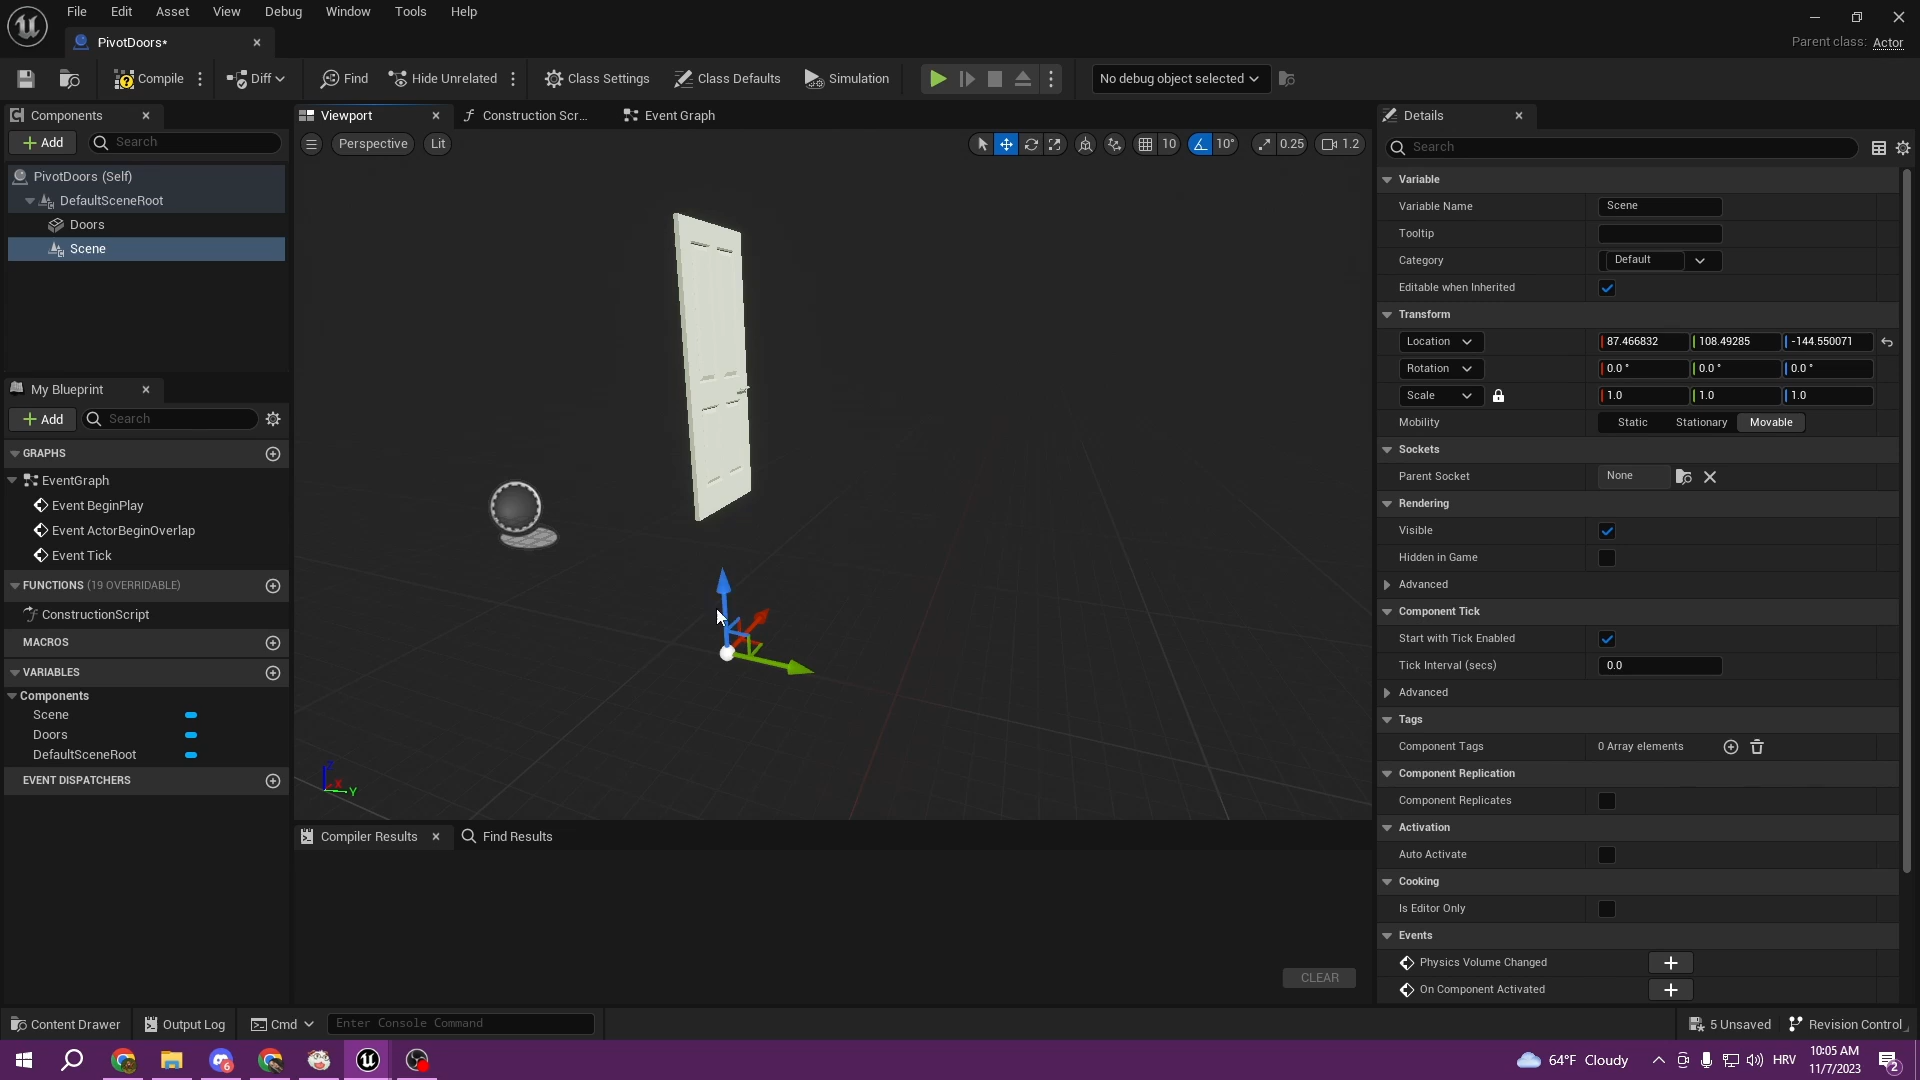 File Edit Asset View Debug Window Tools Help
PivotDoors*
Parent class: Actor
Compile Diff Find Hide Unrelated Class Settings Class Defaults Simulation No debug object selected
Components
Viewport Construction Scr... Event Graph
Details
Add Search
Perspective Lit 10 10° 0.25 1.2
Search
PivotDoors (Self)
DefaultSceneRoot
Doors
Scene
Variable
Variable Name Scene
Tooltip
Category Default
Editable when Inherited
Transform
Location 87.466832 108.49285 -144.550071
Rotation 0.0 ° 0.0 ° 0.0 °
Scale 1.0 1.0 1.0
Mobility Static Stationary Movable
Sockets
Parent Socket None
Rendering
Visible
Hidden in Game
Advanced
Component Tick
Start with Tick Enabled
Tick Interval (secs) 0.0
Advanced
Tags
Component Tags 0 Array elements
Component Replication
Component Replicates
Activation
Auto Activate
Cooking
Is Editor Only
Events
Physics Volume Changed
On Component Activated
My Blueprint
Add Search
GRAPHS
EventGraph
Event BeginPlay
Event ActorBeginOverlap
Event Tick
FUNCTIONS (19 OVERRIDABLE)
ConstructionScript
MACROS
VARIABLES
Components
Scene
Doors
DefaultSceneRoot
EVENT DISPATCHERS
Z X Y
Compiler Results Find Results
CLEAR
Content Drawer Output Log Cmd Enter Console Command 5 Unsaved Revision Control
64°F Cloudy HRV 10:05 AM
11/7/2023
6
2